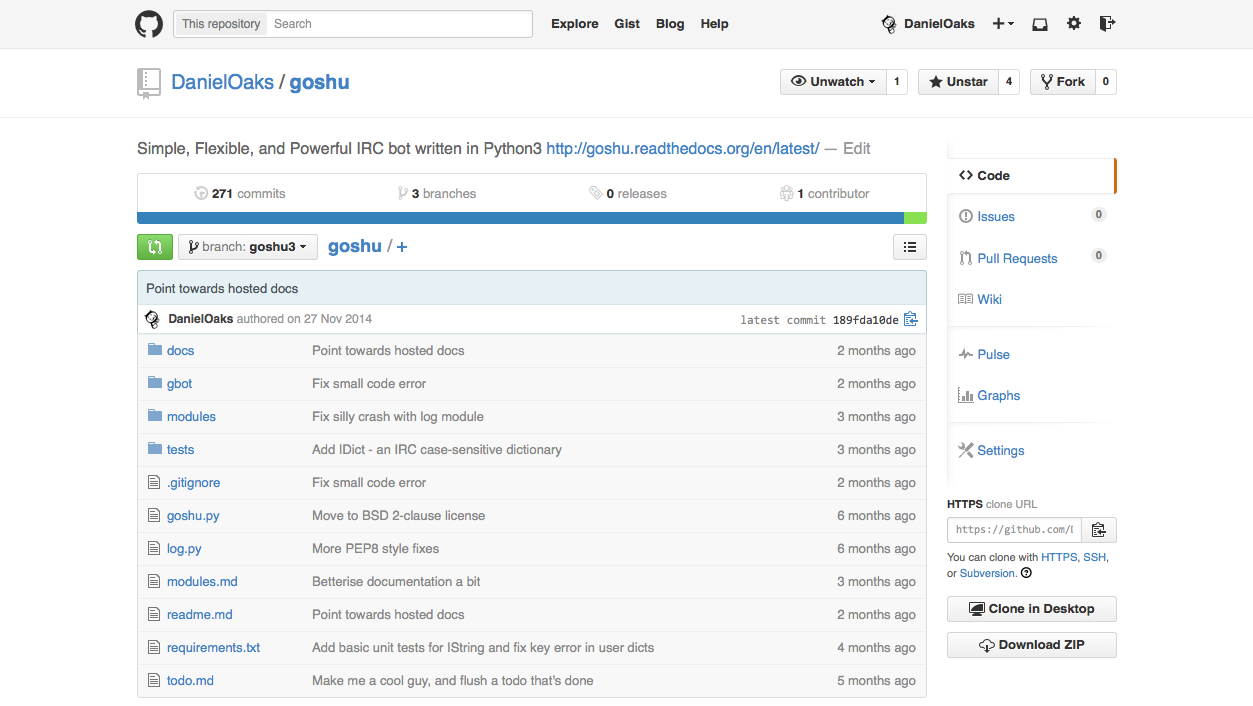 This repository Search Explore Gist Blog Help DanielOaks
DanielOaks / goshu Unwatch 1 Unstar 4 Fork 0
Simple, Flexible, and Powerful IRC bot written in Python3 http://goshu.readthedocs.org/en/latest/ — Edit
271 commits 3 branches 0 releases 1 contributor
branch: goshu3 goshu / +
Point towards hosted docs
DanielOaks authored on 27 Nov 2014 latest commit 189fda10de
docs Point towards hosted docs 2 months ago
gbot Fix small code error 2 months ago
modules Fix silly crash with log module 3 months ago
tests Add IDict - an IRC case-sensitive dictionary 3 months ago
.gitignore Fix small code error 2 months ago
goshu.py Move to BSD 2-clause license 6 months ago
log.py More PEP8 style fixes 6 months ago
modules.md Betterise documentation a bit 3 months ago
readme.md Point towards hosted docs 2 months ago
requirements.txt Add basic unit tests for IString and fix key error in user dicts 4 months ago
todo.md Make me a cool guy, and flush a todo that's done 5 months ago
Code
Issues 0
Pull Requests 0
Wiki
Pulse
Graphs
Settings
HTTPS clone URL
https://github.com/
You can clone with HTTPS, SSH,
or Subversion.
Clone in Desktop
Download ZIP